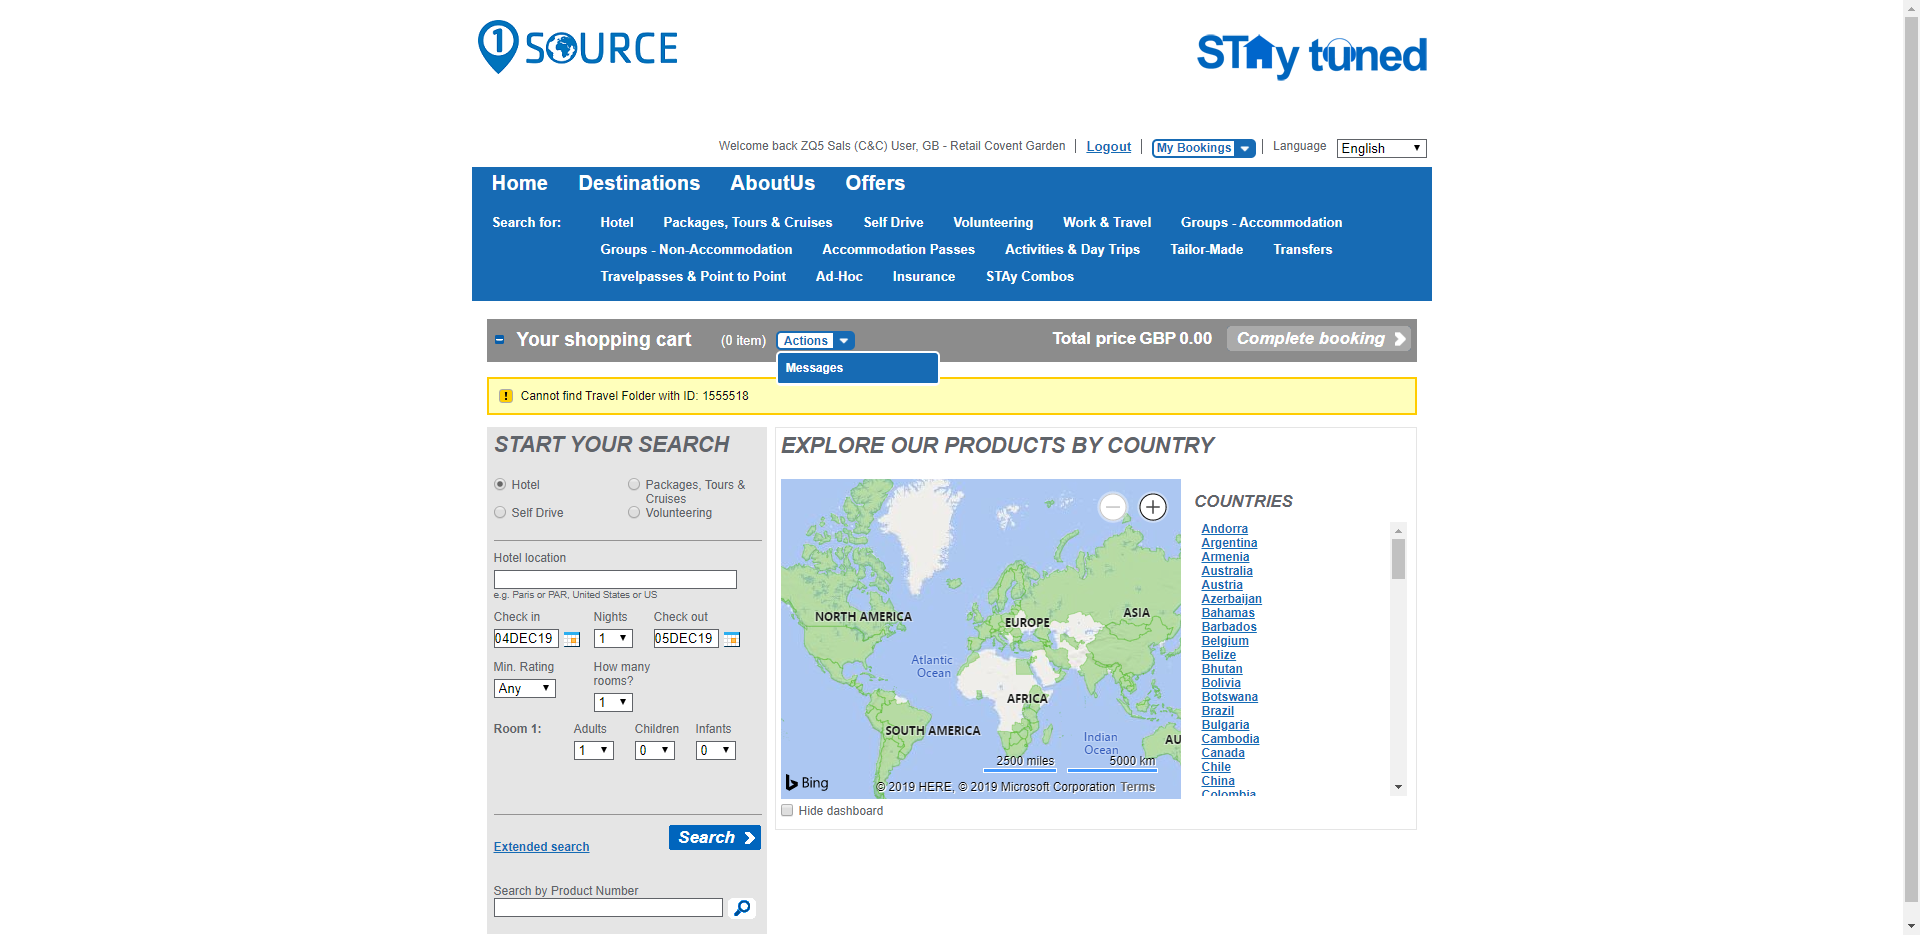 1 SOURCE
STAy tuned
Welcome back ZQ5 Sals (C&C) User, GB - Retail Covent Garden
Logout
My Bookings
Language
English
Home Destinations AboutUs Offers
Search for:
Hotel Packages, Tours & Cruises Self Drive Volunteering Work & Travel Groups - Accommodation
Groups - Non-Accommodation Accommodation Passes Activities & Day Trips Tailor-Made Transfers
Travelpasses & Point to Point Ad-Hoc Insurance STAy Combos
Your shopping cart (0 item) Actions
Total price GBP 0.00 Complete booking
Messages
! Cannot find Travel Folder with ID: 1555518
START YOUR SEARCH
Hotel
Packages, Tours &
Cruises
Self Drive
Volunteering
Hotel location
e.g. Paris or PAR, United States or US
Check in Nights Check out
04DEC19 1 05DEC19
Min. Rating
How many
rooms?
Any
1
Room 1: Adults Children Infants
1 0 0
Search
Extended search
Search by Product Number
EXPLORE OUR PRODUCTS BY COUNTRY
NORTH AMERICA
EUROPE
ASIA
Atlantic
Ocean
AFRICA
SOUTH AMERICA
Indian
Ocean
AU
2500 miles 5000 km
Bing
© 2019 HERE, © 2019 Microsoft Corporation Terms
Hide dashboard
COUNTRIES
Andorra
Argentina
Armenia
Australia
Austria
Azerbaijan
Bahamas
Barbados
Belgium
Belize
Bhutan
Bolivia
Botswana
Brazil
Bulgaria
Cambodia
Canada
Chile
China
Colombia